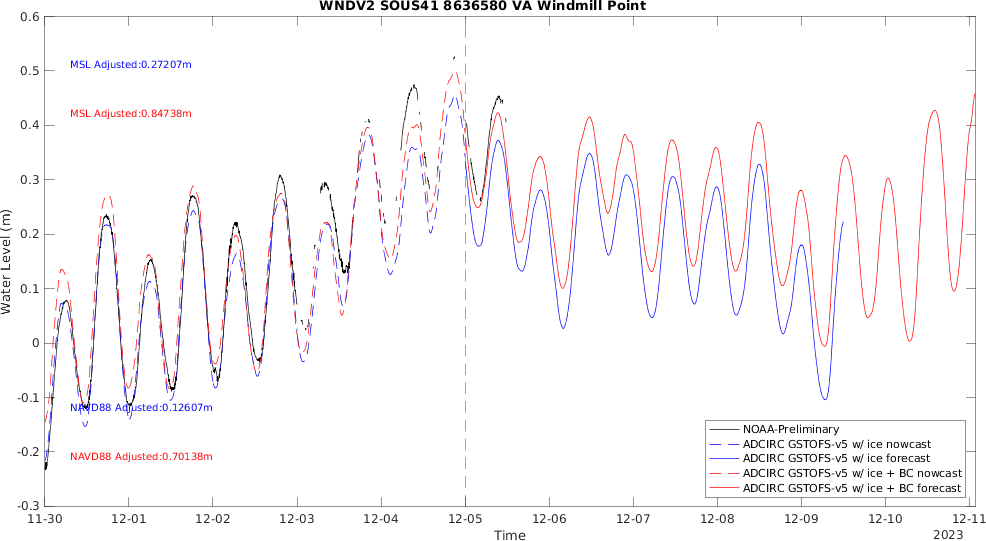 WNDV2 SOUS41 8636580 VA Windmill Point
0.6
0.5
0.4
0.3
0.2
0.1
0
-0.1
-0.2
-0.3
Water Level (m)
MSL Adjusted:0.27207m
MSL Adjusted:0.84738m
NAVD88 Adjusted:0.12607m
NAVD88 Adjusted:0.70138m
NOAA-Preliminary
ADCIRC GSTOFS-v5 w/ ice nowcast
ADCIRC GSTOFS-v5 w/ ice forecast
ADCIRC GSTOFS-v5 w/ ice + BC nowcast
ADCIRC GSTOFS-v5 w/ ice + BC forecast
11-30 12-01 12-02 12-03 12-04 12-05 12-06 12-07 12-08 12-09 12-10 12-11
Time
2023